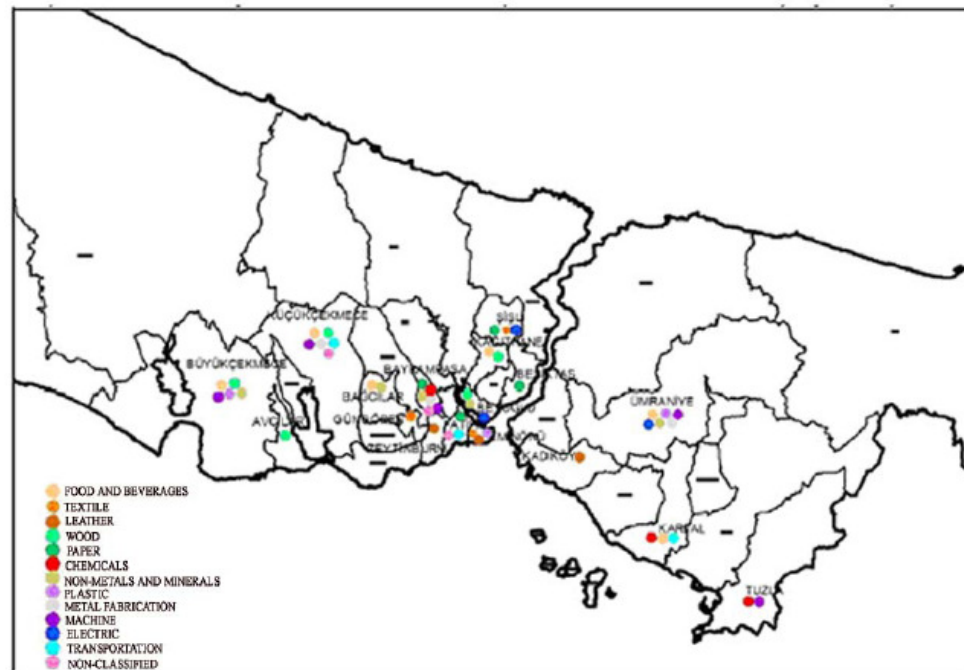 ŞİŞLİ
KÜÇÜKÇEKMECE
KAĞITHANE
BÜYÜKÇEKMECE
BAYRAMPAŞA
BEŞİKTAŞ
BAĞCILAR
ÜMRANİYE
AVCILAR
GÜNGÖREN
KADIKÖY
KARTAL
TUZLA
FOOD AND BEVERAGES
TEXTILE
LEATHER
WOOD
PAPER
CHEMICALS
NON-METALS AND MINERALS
PLASTIC
METAL FABRICATION
MACHINE
ELECTRIC
TRANSPORTATION
NON-CLASSIFIED